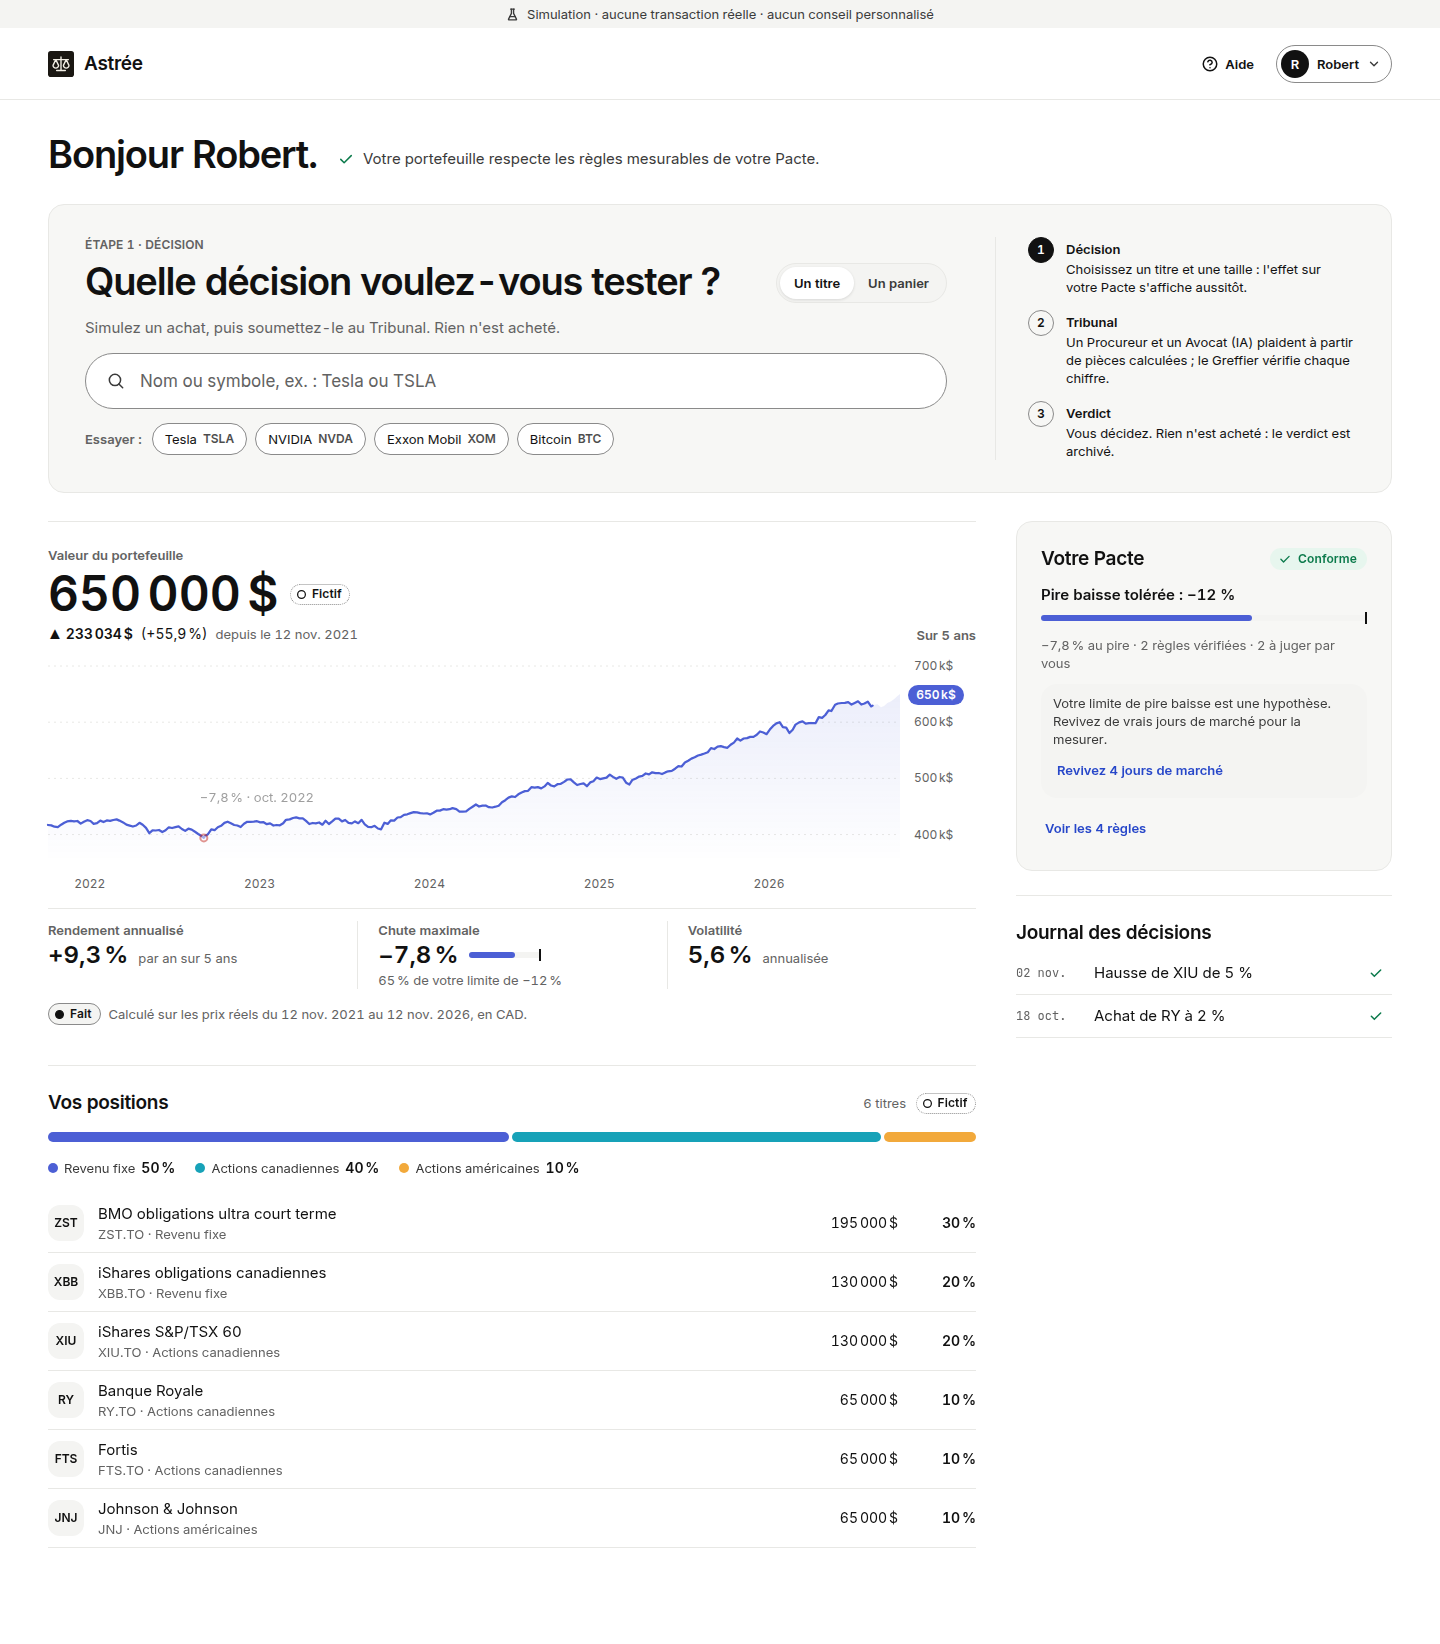 Simulation · aucune transaction réelle · aucun conseil personnalisé
Astrée
Aide
R Robert
Bonjour Robert.
Votre portefeuille respecte les règles mesurables de votre Pacte.
ÉTAPE 1 · DÉCISION
Quelle décision voulez-vous tester ?
Un titre
Un panier
Simulez un achat, puis soumettez-le au Tribunal. Rien n'est acheté.
Nom ou symbole, ex. : Tesla ou TSLA
Essayer : Tesla TSLA NVIDIA NVDA Exxon Mobil XOM Bitcoin BTC
1 Décision
Choisissez un titre et une taille : l'effet sur
votre Pacte s'affiche aussitôt.
2 Tribunal
Un Procureur et un Avocat (IA) plaident à partir
de pièces calculées ; le Greffier vérifie chaque
chiffre.
3 Verdict
Vous décidez. Rien n'est acheté : le verdict est
archivé.
Valeur du portefeuille
650 000 $ Fictif
▲ 233 034 $ (+55,9 %) depuis le 12 nov. 2021
Sur 5 ans
700 k$
650 k$
600 k$
500 k$
400 k$
−7,8 % · oct. 2022
2022 2023 2024 2025 2026
Rendement annualisé
+9,3 % par an sur 5 ans
Chute maximale
−7,8 %
65 % de votre limite de −12 %
Volatilité
5,6 % annualisée
Fait Calculé sur les prix réels du 12 nov. 2021 au 12 nov. 2026, en CAD.
Votre Pacte
Conforme
Pire baisse tolérée : −12 %
−7,8 % au pire · 2 règles vérifiées · 2 à juger par
vous
Votre limite de pire baisse est une hypothèse.
Revivez de vrais jours de marché pour la
mesurer.
Revivez 4 jours de marché
Voir les 4 règles
Journal des décisions
02 nov. Hausse de XIU de 5 %
18 oct. Achat de RY à 2 %
Vos positions
6 titres Fictif
Revenu fixe 50 % Actions canadiennes 40 % Actions américaines 10 %
ZST BMO obligations ultra court terme 195 000 $ 30 %
ZST.TO · Revenu fixe
XBB iShares obligations canadiennes 130 000 $ 20 %
XBB.TO · Revenu fixe
XIU iShares S&P/TSX 60 130 000 $ 20 %
XIU.TO · Actions canadiennes
RY Banque Royale 65 000 $ 10 %
RY.TO · Actions canadiennes
FTS Fortis 65 000 $ 10 %
FTS.TO · Actions canadiennes
JNJ Johnson & Johnson 65 000 $ 10 %
JNJ · Actions américaines